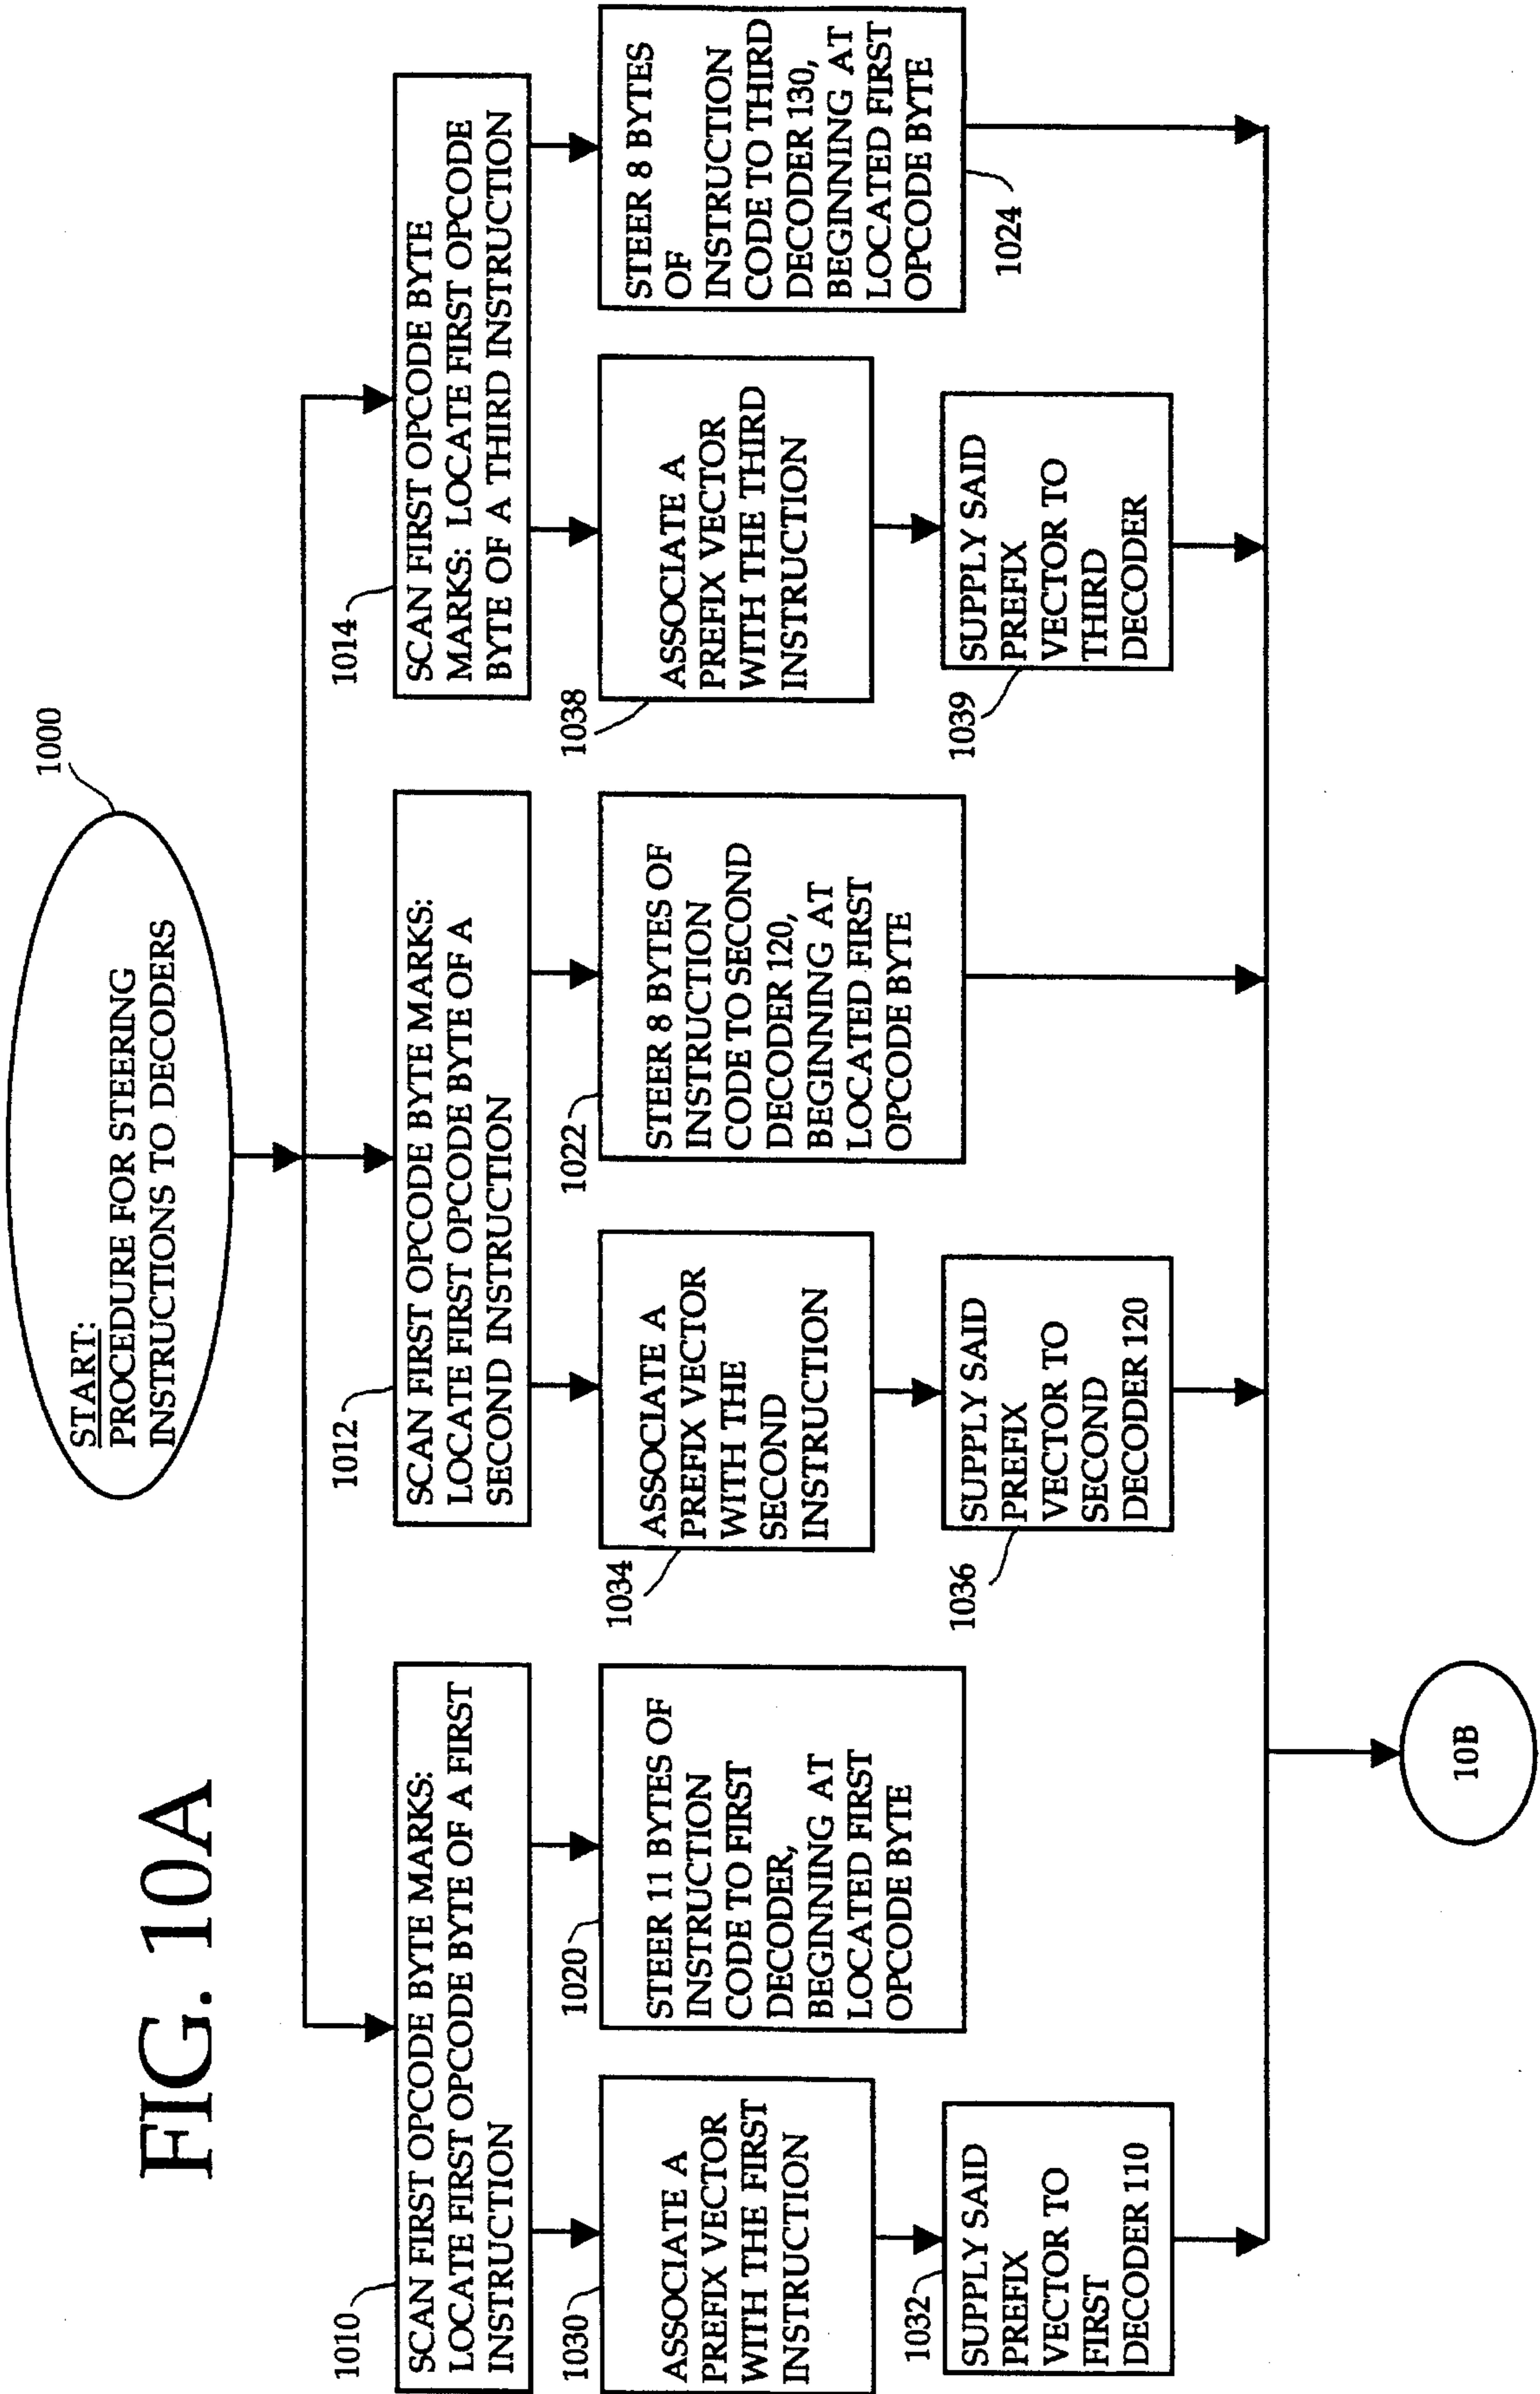 FIG. 10A
START:
PROCEDURE FOR STEERING
INSTRUCTIONS TO DECODERS
1000
1010
SCAN FIRST OPCODE BYTE MARKS:
LOCATE FIRST OPCODE BYTE OF A FIRST
INSTRUCTION
1012
SCAN FIRST OPCODE BYTE MARKS:
LOCATE FIRST OPCODE BYTE OF A
SECOND INSTRUCTION
1014
SCAN FIRST OPCODE BYTE
MARKS: LOCATE FIRST OPCODE
BYTE OF A THIRD INSTRUCTION
1030
ASSOCIATE A
PREFIX VECTOR
WITH THE FIRST
INSTRUCTION
1020
STEER 11 BYTES OF
INSTRUCTION
CODE TO FIRST
DECODER,
BEGINNING AT
LOCATED FIRST
OPCODE BYTE
1034
ASSOCIATE A
PREFIX VECTOR
WITH THE
SECOND
INSTRUCTION
1022
STEER 8 BYTES OF
INSTRUCTION
CODE TO SECOND
DECODER 120,
BEGINNING AT
LOCATED FIRST
OPCODE BYTE
1038
ASSOCIATE A
PREFIX VECTOR
WITH THE THIRD
INSTRUCTION
STEER 8 BYTES
OF
INSTRUCTION
CODE TO THIRD
DECODER 130,
BEGINNING AT
LOCATED FIRST
OPCODE BYTE
1024
1032
SUPPLY SAID
PREFIX
VECTOR TO
FIRST
DECODER 110
1036
SUPPLY SAID
PREFIX
VECTOR TO
SECOND
DECODER 120
1039
SUPPLY SAID
PREFIX
VECTOR TO
THIRD
DECODER
10B